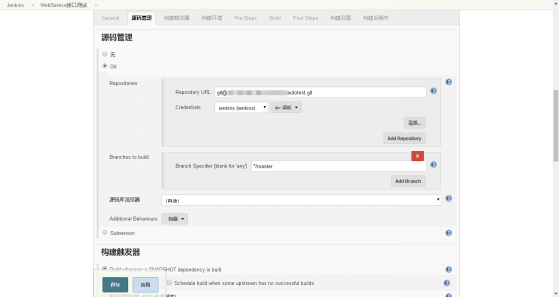 Jenkins › WebService接口测试 ›
General 源码管理 构建触发器 构建环境 Pre Steps Build Post Steps 构建设置 构建后操作
源码管理
无
Git
Repositories
Repository URL git@ autotest.git
Credentials jenkins (jenkins) 添加
高级...
Add Repository
Branches to build
X
Branch Specifier (blank for 'any') */master
Add Branch
源码库浏览器 (自动)
Additional Behaviours 新增
Subversion
构建触发器
Build whenever a SNAPSHOT dependency is built
保存 应用
Schedule build when some upstream has no successful builds